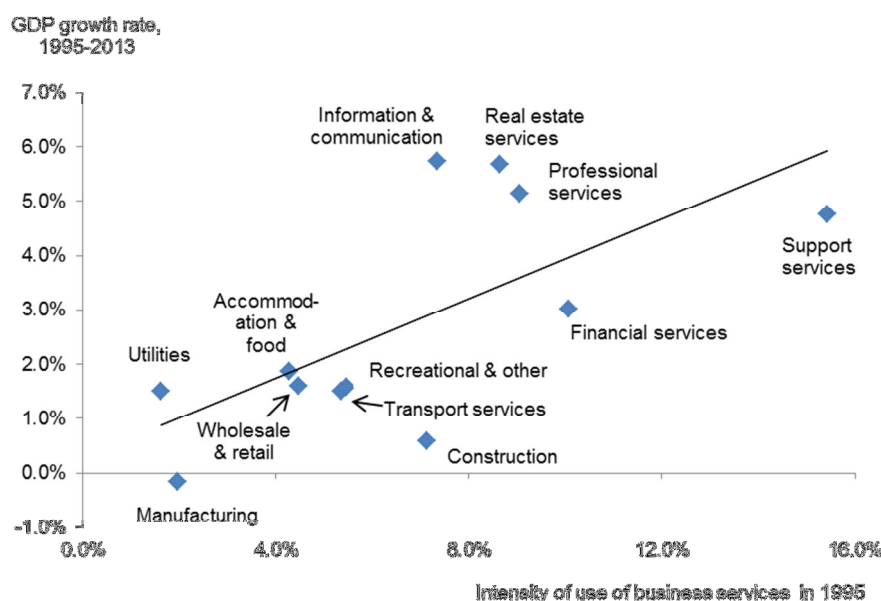 GDP growth rate,
1995-2013
7.0%
6.0%
5.0%
4.0%
3.0%
2.0%
1.0%
0.0%
-1.0%
Information &
communication
Real estate
services
Professional
services
Support
services
Accommod-
ation &
food
Financial services
Utilities
Recreational & other
Transport services
Wholesale
& retail
Construction
Manufacturing
0.0%
4.0%
8.0%
12.0%
16.0%
Intensity of use of business services in 1995